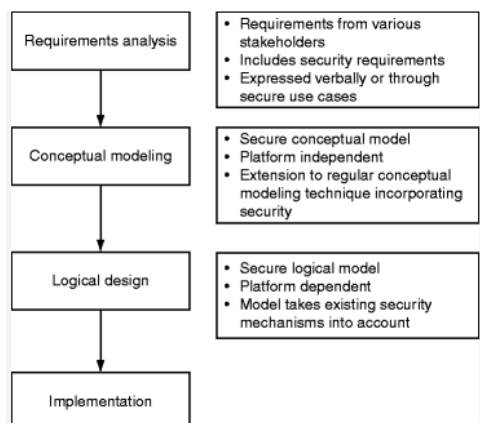 Requirements analysis
• Requirements from various
stakeholders
• Includes security requirements
• Expressed verbally or through
secure use cases
Conceptual modeling
• Secure conceptual model
• Platform independent
• Extension to regular conceptual
modeling technique incorporating
security
Logical design
• Secure logical model
• Platform dependent
• Model takes existing security
mechanisms into account
Implementation